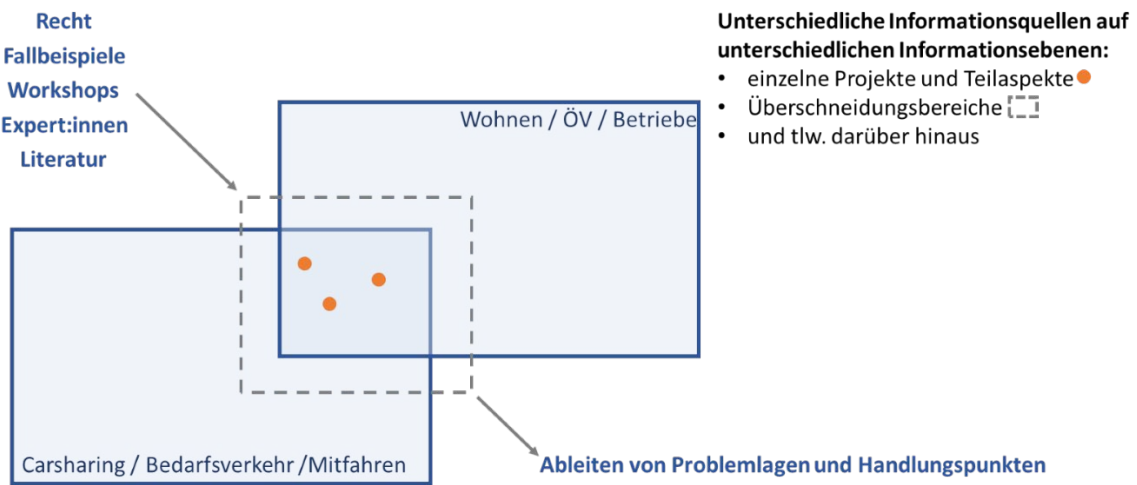 Recht
Fallbeispiele
Workshops
Expert:innen
Literatur
Unterschiedliche Informationsquellen auf
unterschiedlichen Informationsebenen:
• einzelne Projekte und Teilaspekte
• Überschneidungsbereiche
• und tlw. darüber hinaus
Wohnen / ÖV / Betriebe
Carsharing / Bedarfsverkehr /Mitfahren
Ableiten von Problemlagen und Handlungspunkten